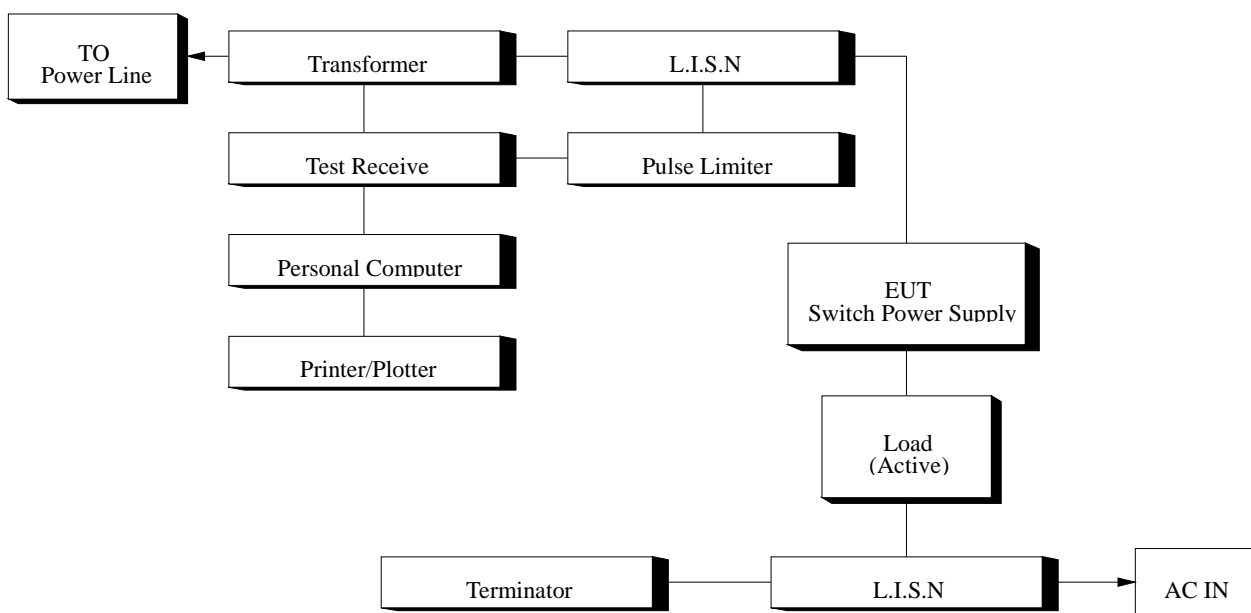 TO
Power Line
Transformer
L.I.S.N
Test Receive
Pulse Limiter
Personal Computer
EUT
Switch Power Supply
Printer/Plotter
Load
(Active)
Terminator
L.I.S.N
AC IN